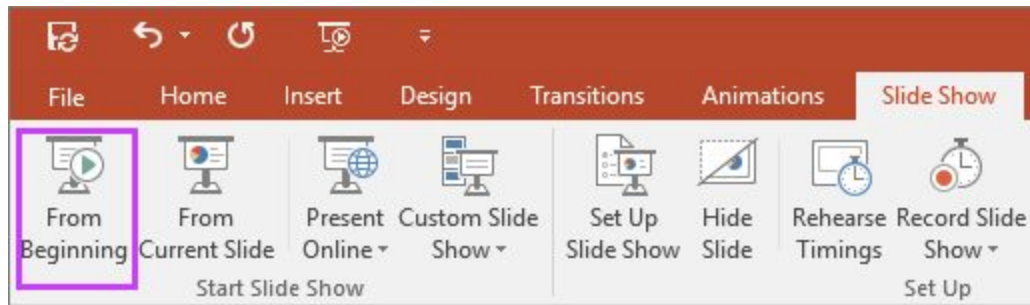 File Home Insert Design Transitions Animations Slide Show
From From Present Custom Slide Set Up Hide Rehearse Record Slide
Beginning Current Slide Online Show Slide Show Slide Timings Show
Start Slide Show Set Up